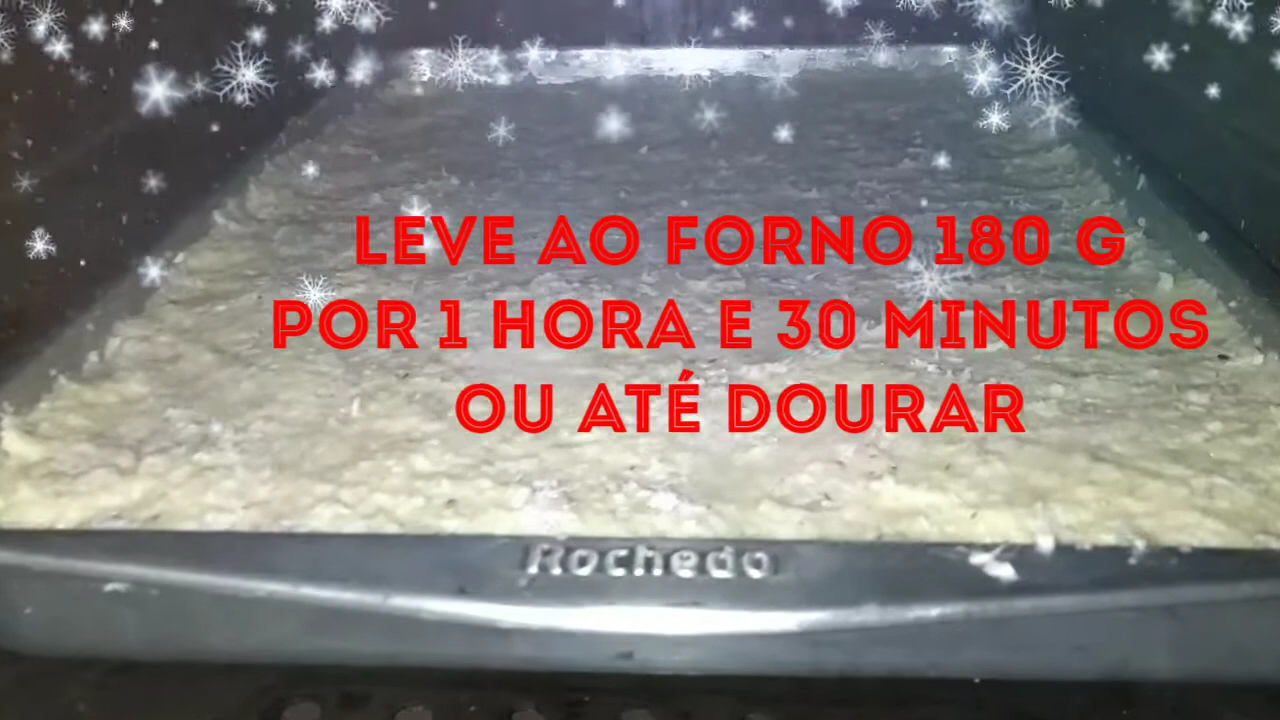 LEVE AO FORNO 180 G
POR 1 HORA E 30 MINUTOS
OU ATÉ DOURAR
Rochedo